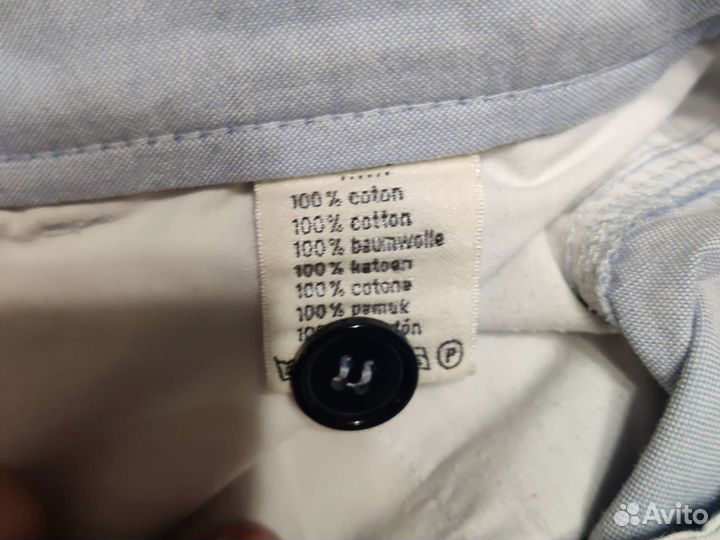 100% coton
100% cotton
100% baumwolle
100% katoen
100% cotone
100% pamuk
P
Avito